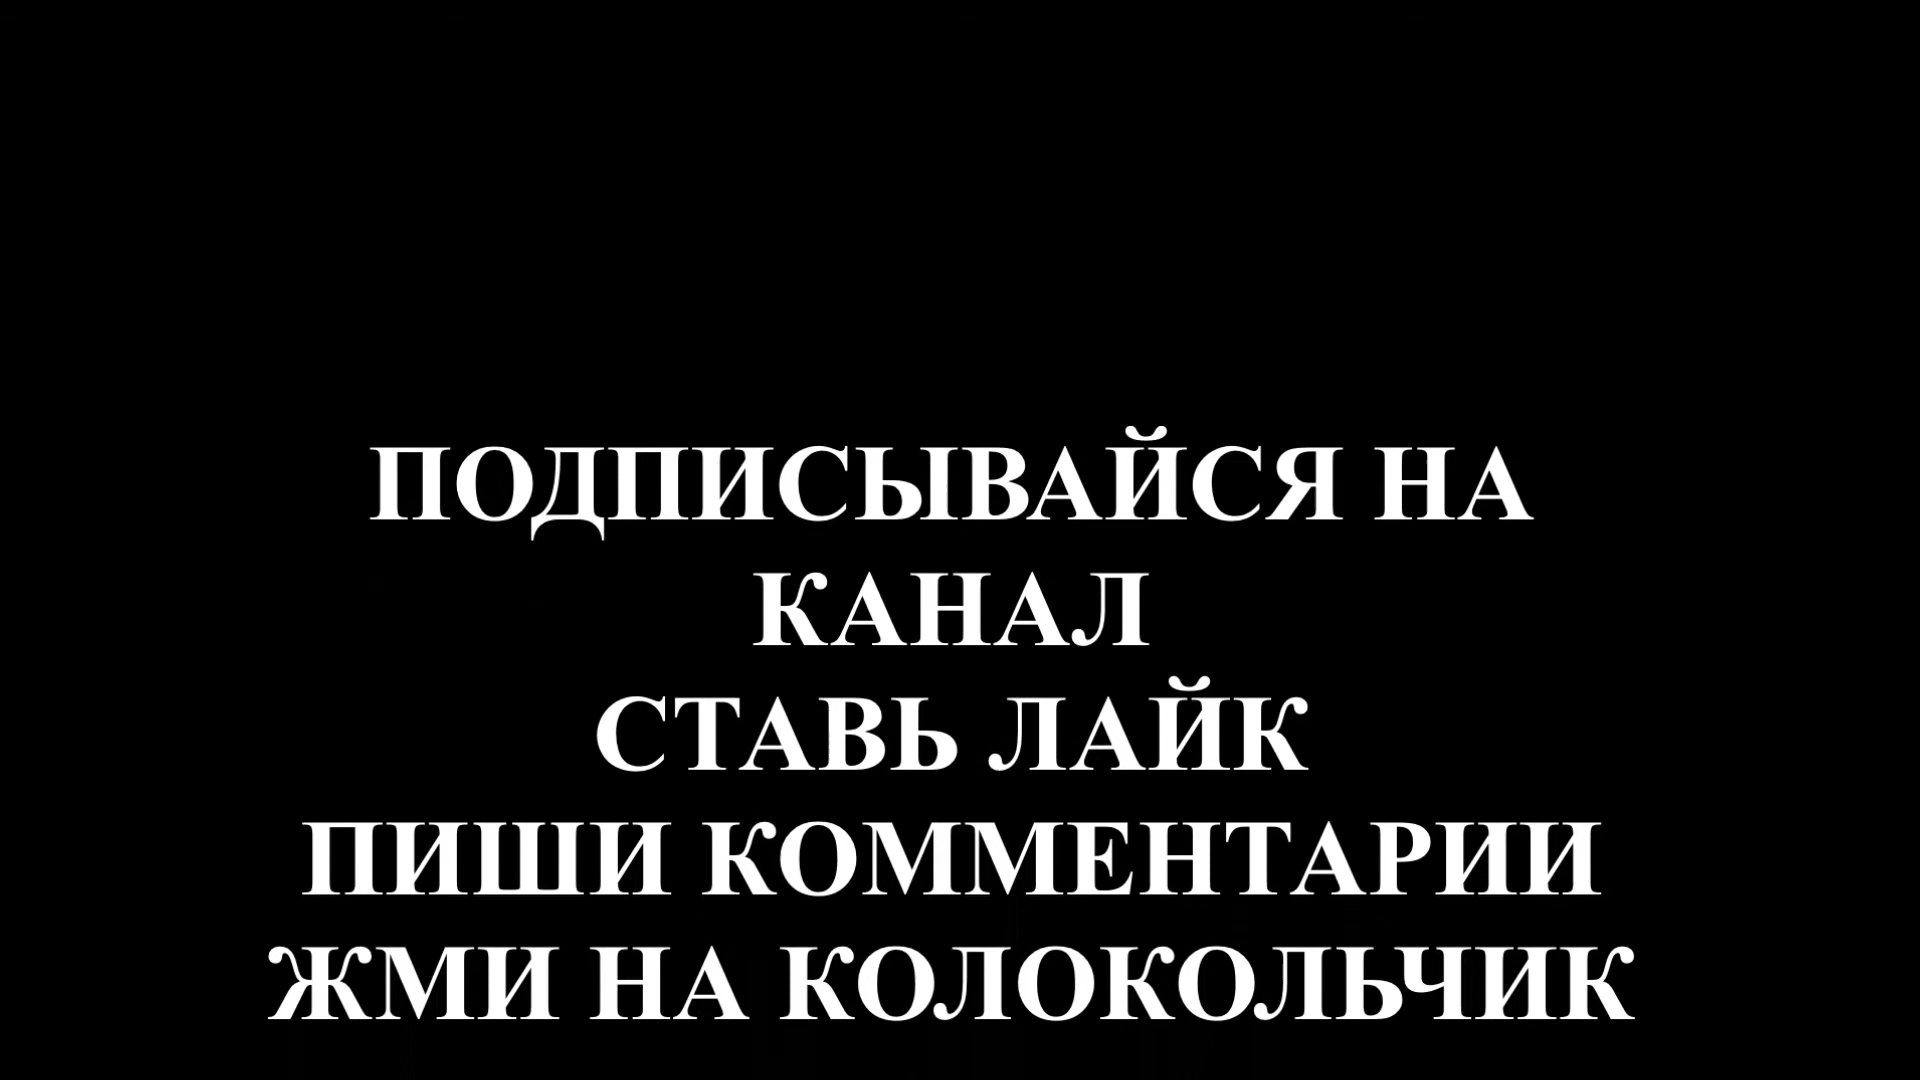 ПОДПИСЫВАЙСЯ НА
КАНАЛ
СТАВЬ ЛАЙК
ПИШИ КОММЕНТАРИИ
ЖМИ НА КОЛОКОЛЬЧИК